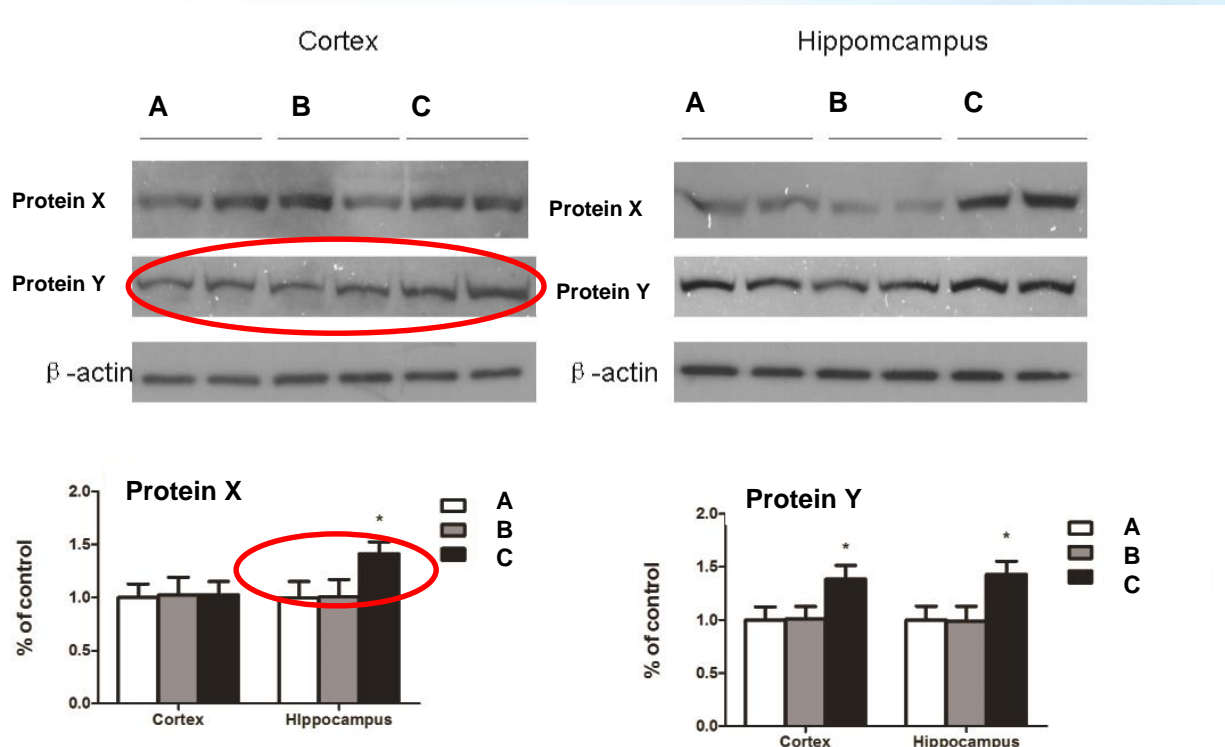 Cortex
Hippomcampus
A B C
A B C
Protein X
Protein X
Protein Y
Protein Y
β-actin
β-actin
Protein X
% of control
2.0
1.5
1.0
0.5
0.0
*
Cortex
Hippocampus
A
B
C
Protein Y
% of control
2.0
1.5
1.0
0.5
0.0
*
*
Cortex
Hippocampus
A
B
C